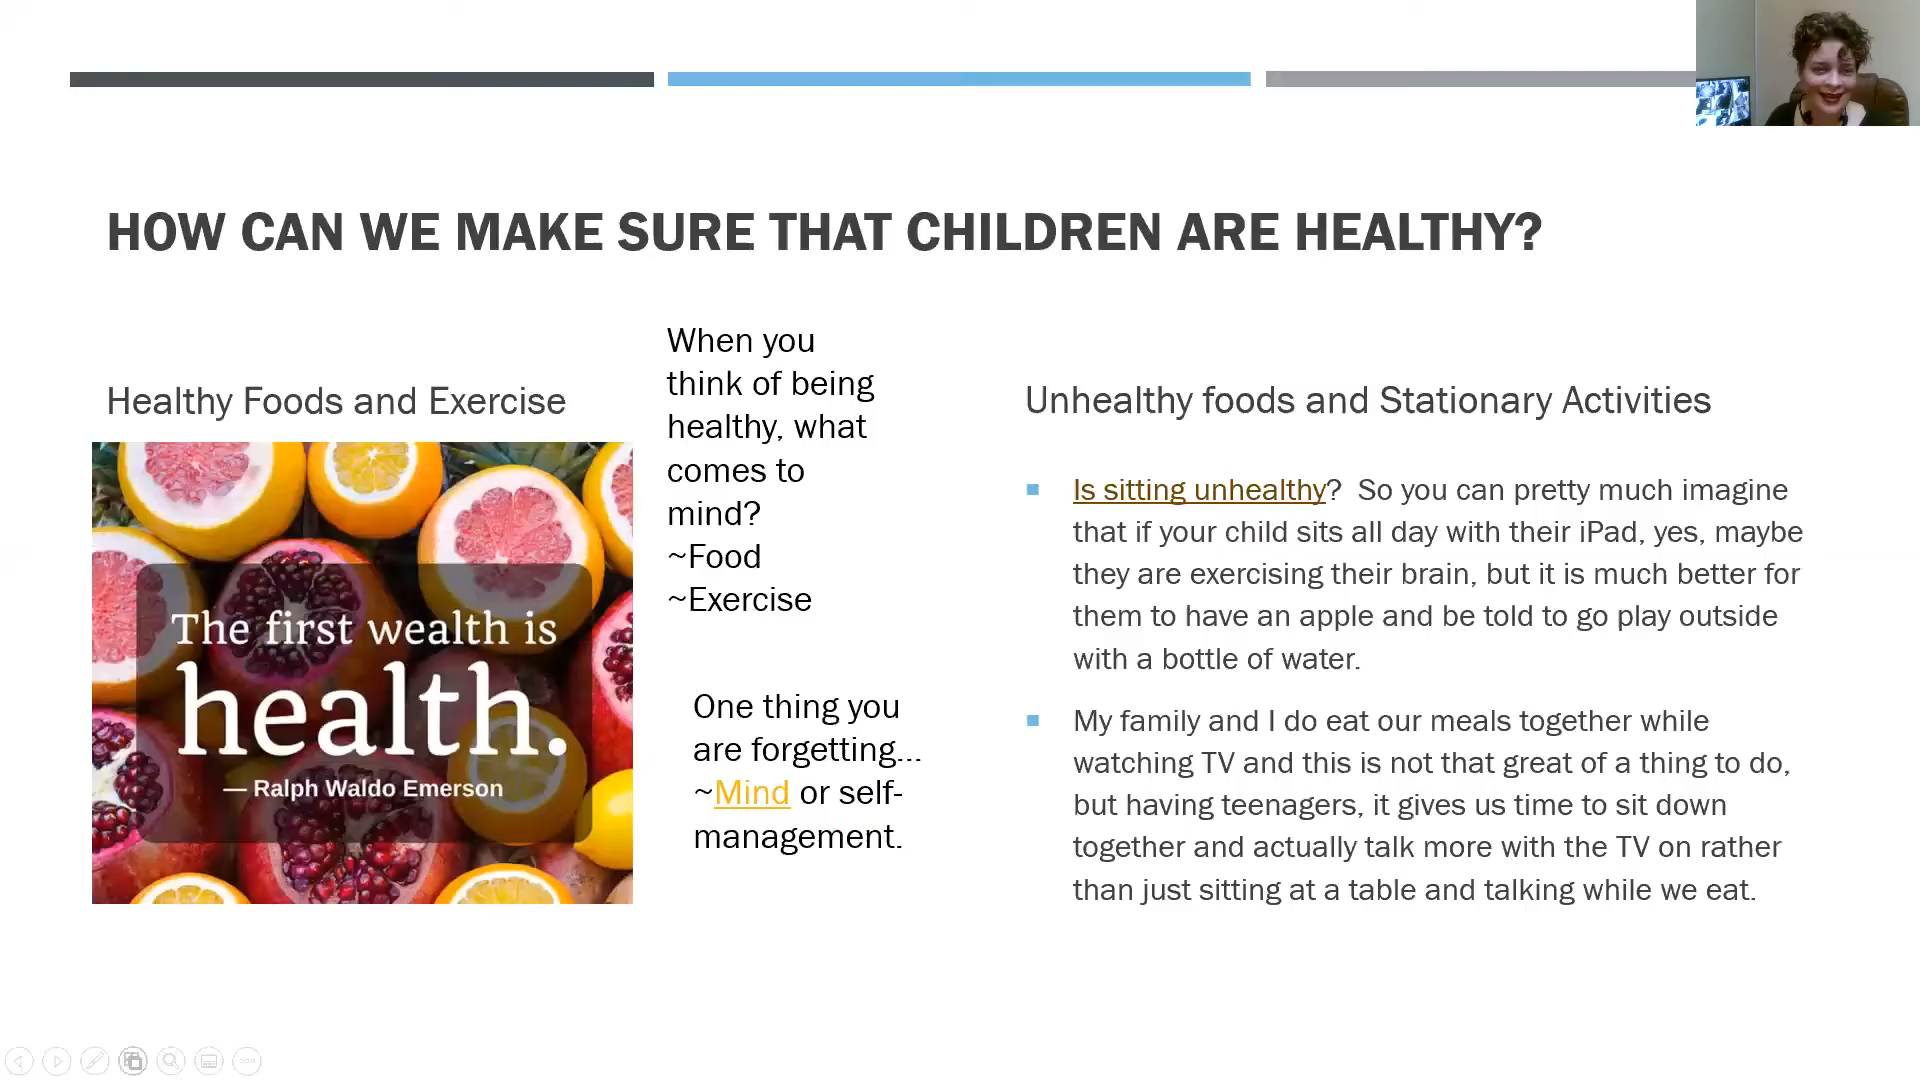 HOW CAN WE MAKE SURE THAT CHILDREN ARE HEALTHY?
Healthy Foods and Exercise
The first wealth is
health.
— Ralph Waldo Emerson
When you
think of being
healthy, what
comes to
mind?
~Food
~Exercise
One thing you
are forgetting...
~Mind or self-
management.
Unhealthy foods and Stationary Activities
Is sitting unhealthy?  So you can pretty much imagine
that if your child sits all day with their iPad, yes, maybe
they are exercising their brain, but it is much better for
them to have an apple and be told to go play outside
with a bottle of water.
My family and I do eat our meals together while
watching TV and this is not that great of a thing to do,
but having teenagers, it gives us time to sit down
together and actually talk more with the TV on rather
than just sitting at a table and talking while we eat.